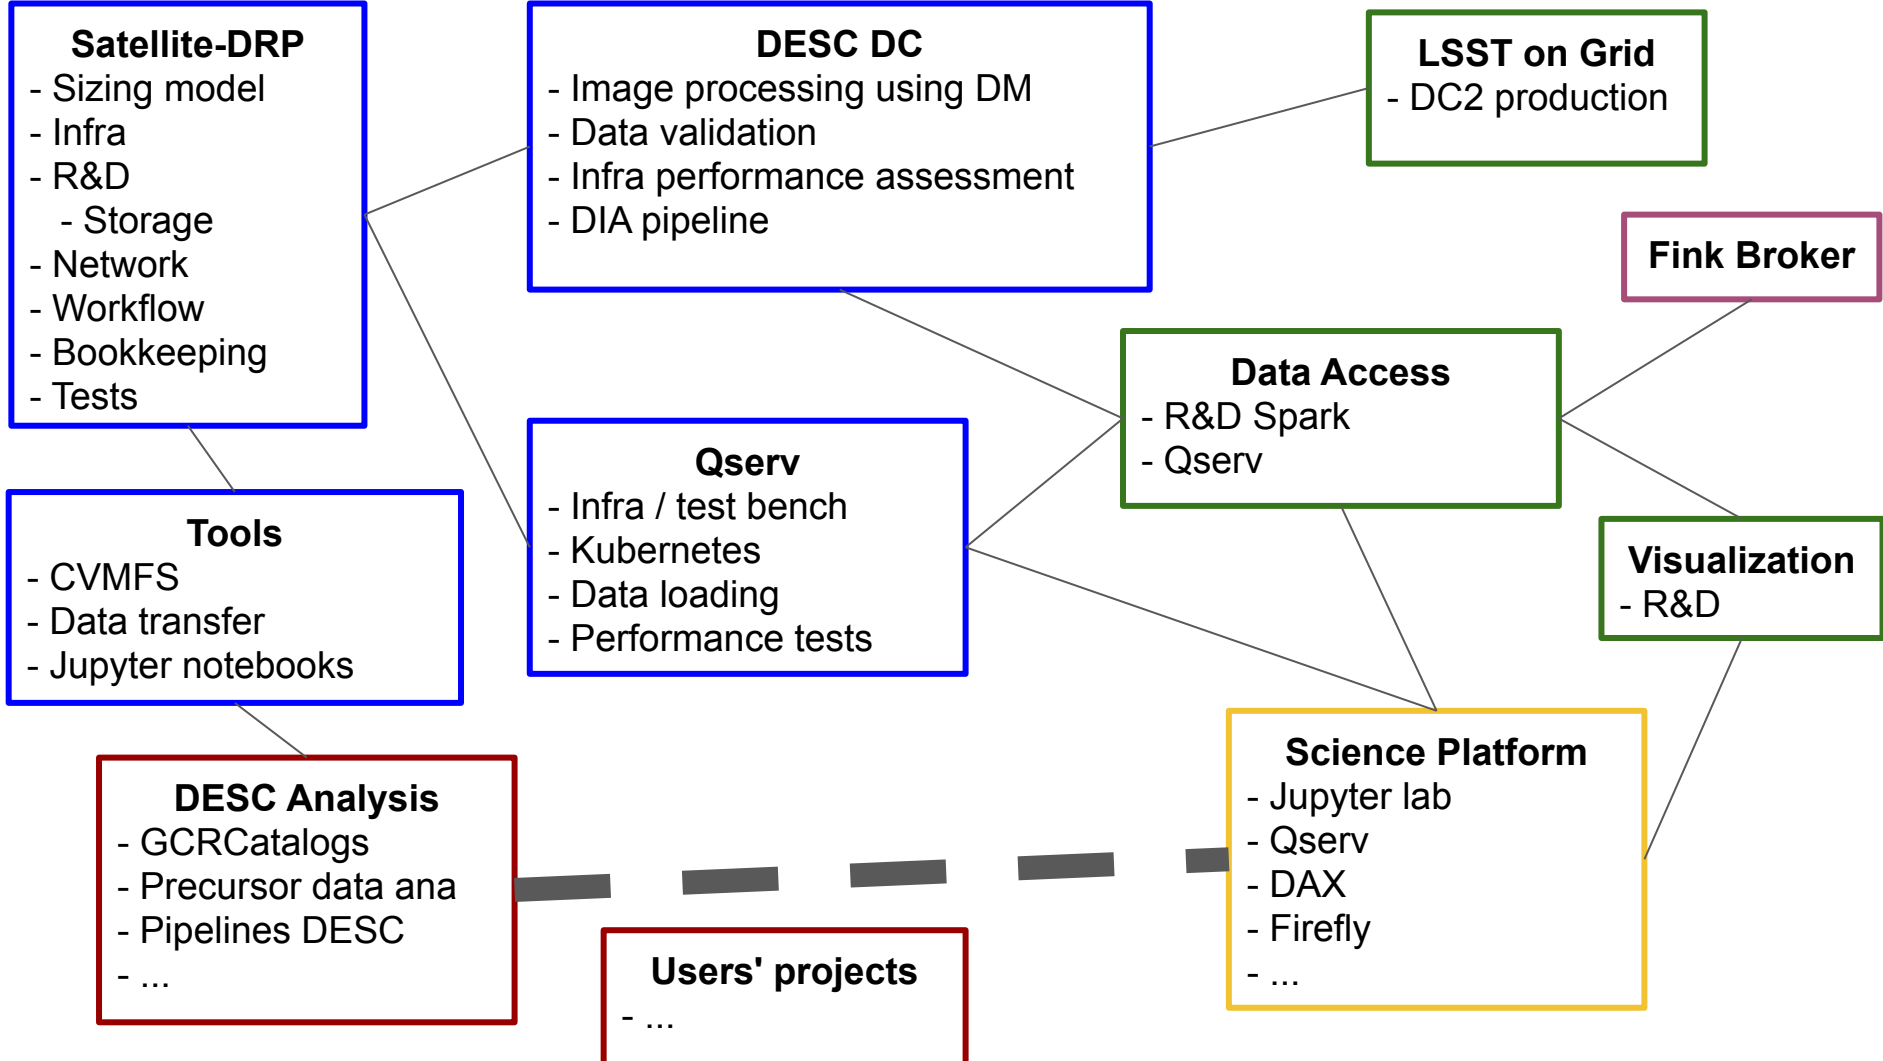 Satellite-DRP
- Sizing model
- Infra
- R&D
- Storage
- Network
- Workflow
- Bookkeeping
- Tests
DESC DC
- Image processing using DM
- Data validation
- Infra performance assessment
- DIA pipeline
LSST on Grid
- DC2 production
Fink Broker
Data Access
- R&D Spark
- Qserv
Qserv
- Infra / test bench
- Kubernetes
- Data loading
- Performance tests
Tools
- CVMFS
- Data transfer
- Jupyter notebooks
Visualization
- R&D
DESC Analysis
- GCRCatalogs
- Precursor data ana
- Pipelines DESC
- ...
Science Platform
- Jupyter lab
- Qserv
- DAX
- Firefly
- ...
Users' projects
- ...